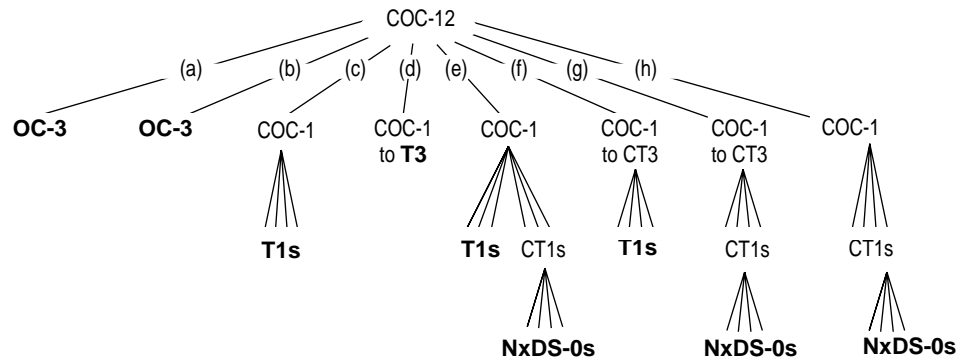 COC-12
(a) (b) (c) (d) (e) (f) (g) (h)
OC-3 OC-3 COC-1 COC-1 COC-1 COC-1 COC-1 COC-1
to T3 to CT3 to CT3
T1s T1s CT1s T1s CT1s CT1s
NxDS-0s NxDS-0s NxDS-0s